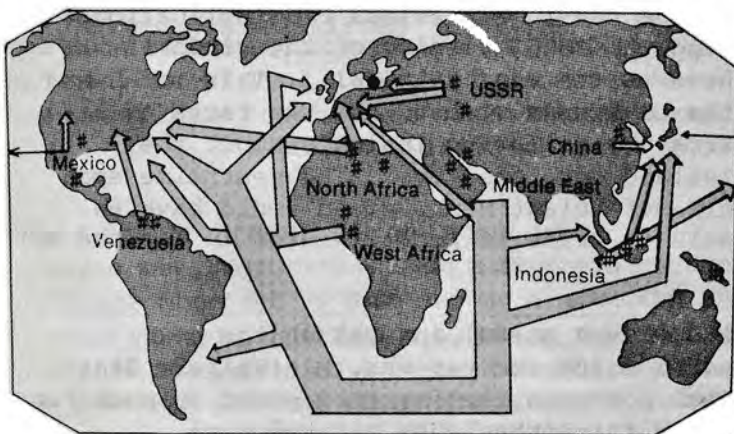 USSR
China
Mexico
North Africa
Middle East
Venezuela
West Africa
Indonesia